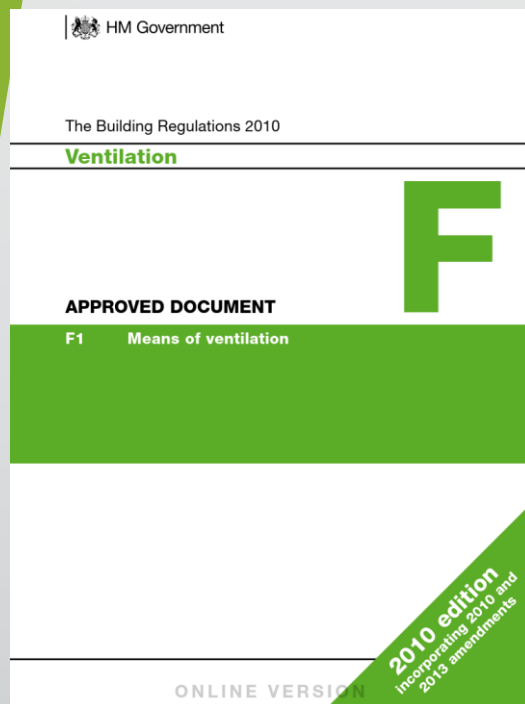 HM Government
The Building Regulations 2010
Ventilation
F
APPROVED DOCUMENT
F1 Means of ventilation
2010 edition
incorporating 2010 and
2013 amendments
ONLINE VERSION